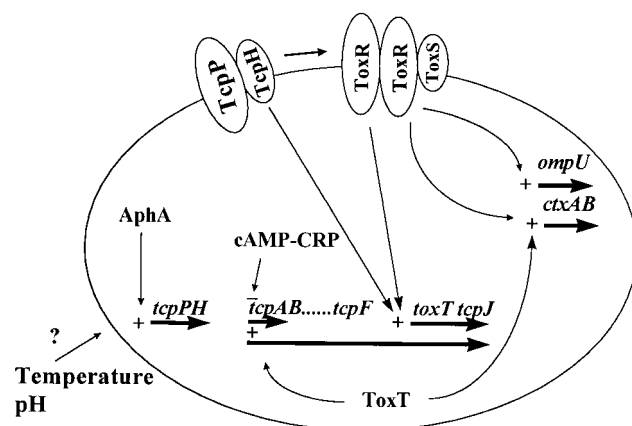 TcpP
TcpH
ToxR
ToxR
ToxS
+ ompU
+ ctxAB
AphA
cAMP-CRP
+ tcpPH
– tcpAB......tcpF
+ toxT tcpJ
+
?
Temperature
pH
ToxT